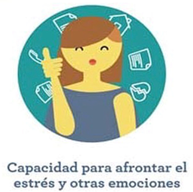 Capacidad para afrontar el
estrés y otras emociones